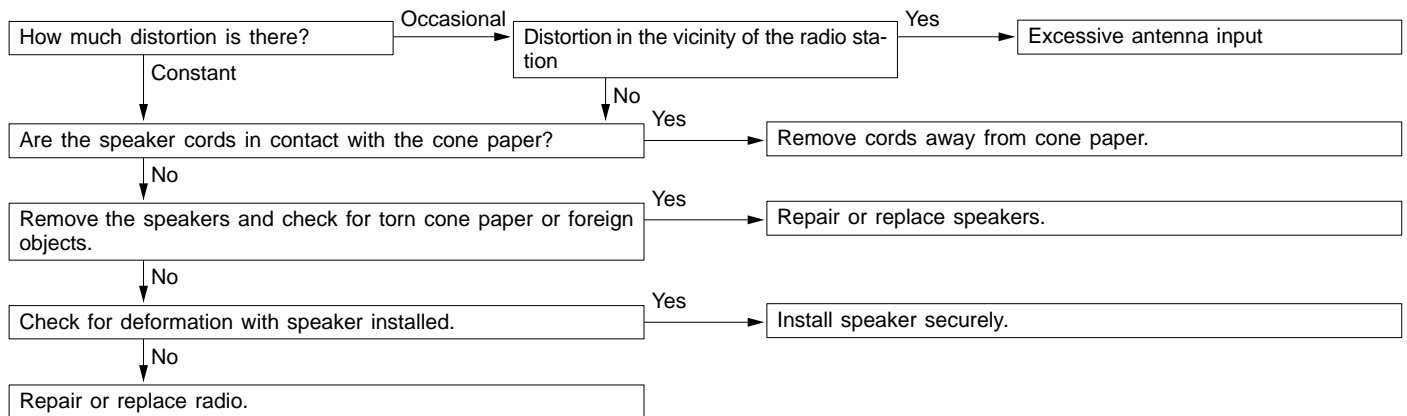 How much distortion is there?
Occasional
Distortion in the vicinity of the radio sta-
tion
Yes
Excessive antenna input
Constant
No
Are the speaker cords in contact with the cone paper?
Yes
Remove cords away from cone paper.
No
Remove the speakers and check for torn cone paper or foreign
objects.
Yes
Repair or replace speakers.
No
Check for deformation with speaker installed.
Yes
Install speaker securely.
No
Repair or replace radio.